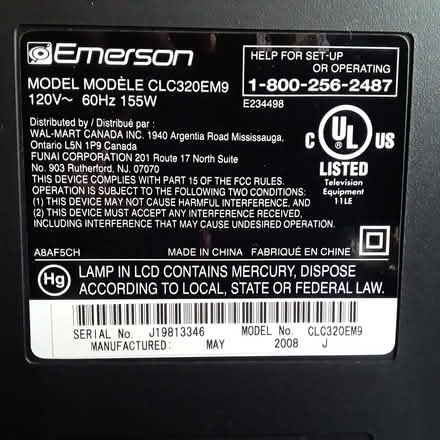 Emerson
MODEL MODÈLE CLC320EM9
120V~ 60Hz 155W
HELP FOR SET-UP
or OPERATING
1-800-256-2487
E234498
Distributed by / Distribué par :
WAL-MART CANADA INC. 1940 Argentia Road Mississauga,
Ontario L5N 1P9 Canada
FUNAI CORPORATION 201 Route 17 North Suite
No. 903 Rutherford, NJ, 07070
THIS DEVICE COMPLIES WITH PART 15 OF THE FCC RULES.
OPERATION IS SUBJECT TO THE FOLLOWING TWO CONDITIONS:
(1) THIS DEVICE MAY NOT CAUSE HARMFUL INTERFERENCE, AND
(2) THIS DEVICE MUST ACCEPT ANY INTERFERENCE RECEIVED,
INCLUDING INTERFERENCE THAT MAY CAUSE UNDESIRED OPERATION.
C UL US
®
LISTED
Television
Equipment
11LE
A8AF5CH
MADE IN CHINA FABRIQUÉ EN CHINE
Hg
LAMP IN LCD CONTAINS MERCURY, DISPOSE
ACCORDING TO LOCAL, STATE OR FEDERAL LAW.
SERIAL No. J19813346 MODEL No. CLC320EM9
MANUFACTURED: MAY 2008 J